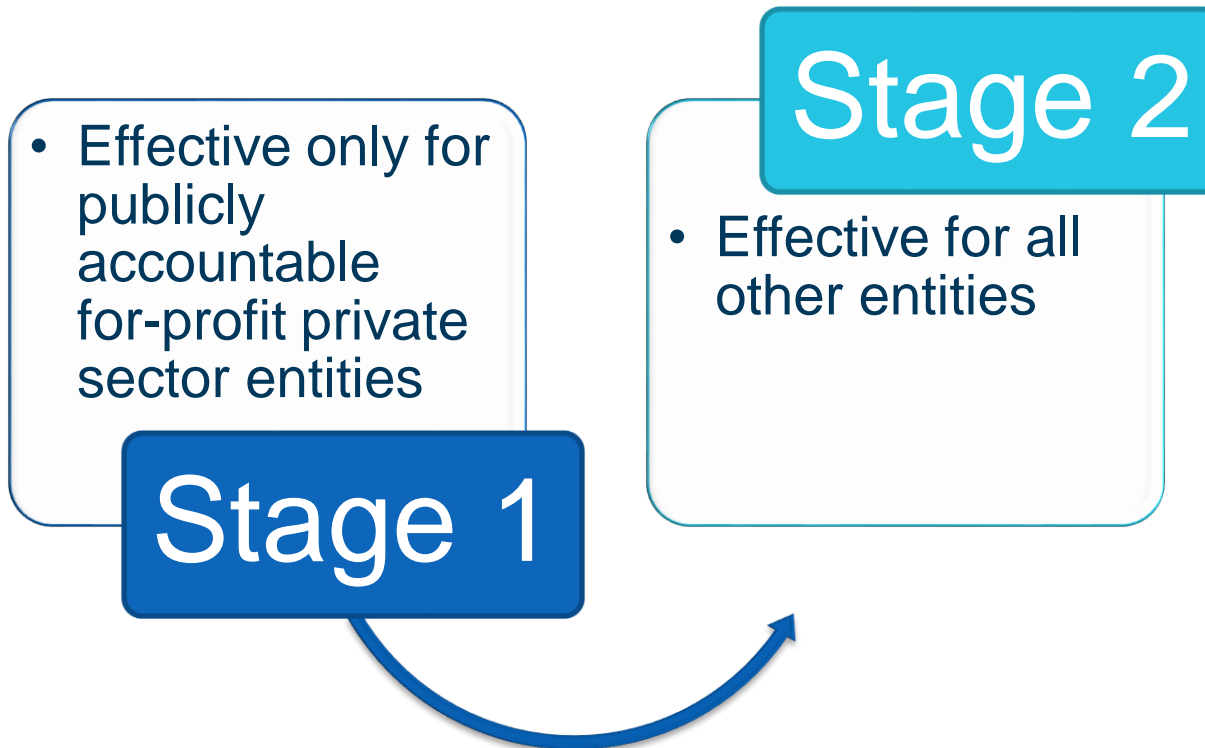 • Effective only for
publicly
accountable
for-profit private
sector entities
Stage 1
Stage 2
• Effective for all
other entities